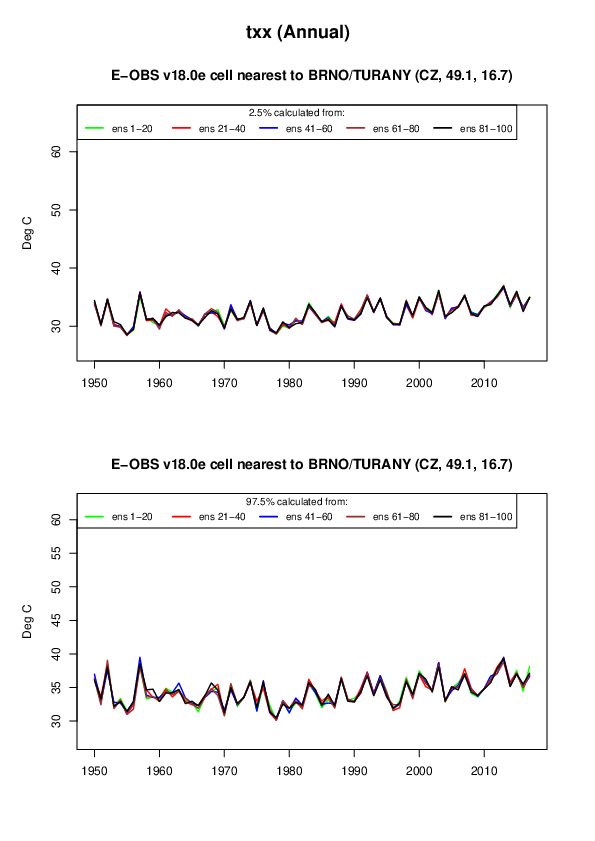 txx (Annual)
E−OBS v18.0e cell nearest to BRNO/TURANY (CZ, 49.1, 16.7)
2.5% calculated from:
ens 1−20 ens 21−40 ens 41−60 ens 61−80 ens 81−100
60
50
40
30
Deg C
1950 1960 1970 1980 1990 2000 2010
E−OBS v18.0e cell nearest to BRNO/TURANY (CZ, 49.1, 16.7)
97.5% calculated from:
ens 1−20 ens 21−40 ens 41−60 ens 61−80 ens 81−100
60
55
50
45
40
35
30
Deg C
1950 1960 1970 1980 1990 2000 2010